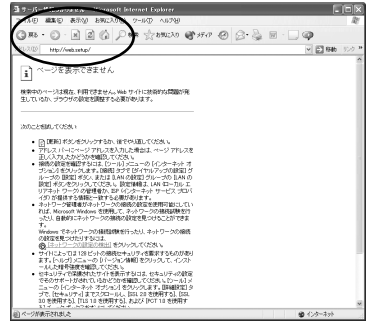 サーバーが見つかりません - Microsoft Internet Explorer
ファイル(F) 編集(E) 表示(V) お気に入り(A) ツール(T) ヘルプ(H)
戻る 検索 お気に入り メディア
アドレス(D) http://web.setup/ 移動 リンク
ページを表示できません
検索中のページは現在、利用できません。Web サイトに技術的な問題が発
生しているか、ブラウザの設定を調整する必要があります。
次のことを試してください:
[更新] ボタンをクリックするか、後でやり直してください。
アドレス バーにページ アドレスを入力した場合は、ページ アドレスを
正しく入力したかどうかを確認してください。
接続の設定を確認するには、[ツール] メニューの [インターネット オ
プション] をクリックします。[接続] タブで [ダイヤルアップの設定] グ
ループの [設定] ボタン、または [LAN の設定] グループの [LAN の
設定] ボタンをクリックしてください。設定情報は、LAN (ローカル エ
リア ネットワーク) の管理者か、ISP (インターネット サービス プロバ
イダ) が提供する情報と一致する必要があります。
ネットワーク管理者がネットワークの接続の設定を使用可能にしてい
れば、Microsoft Windows を使用して、ネットワークの接続試験を行
ったり、自動的にネットワークの接続の設定を見つけることができま
す。
Windows でネットワークの接続試験を行ったり、ネットワークの接続
の設定を見つけたりするには、
[ネットワークの設定の検出] をクリックしてください。
サイトによっては 128 ビットの接続セキュリティを要求するものがあり
ます。[ヘルプ] メニューの [バージョン情報] をクリックして、インスト
ールした暗号強度を確認してください。
セキュリティで保護されたサイトを表示するには、セキュリティの設定
でそのサポートがされているかどうかを確認してください。[ツール] メ
ニューの [インターネット オプション] をクリックします。[詳細設定] タ
ブで、[セキュリティ] までスクロールし、[SSL 2.0 を使用する]、[SSL
3.0 を使用する]、[TLS 1.0 を使用する]、および [PCT 1.0 を使用す
ページが表示されました インターネット